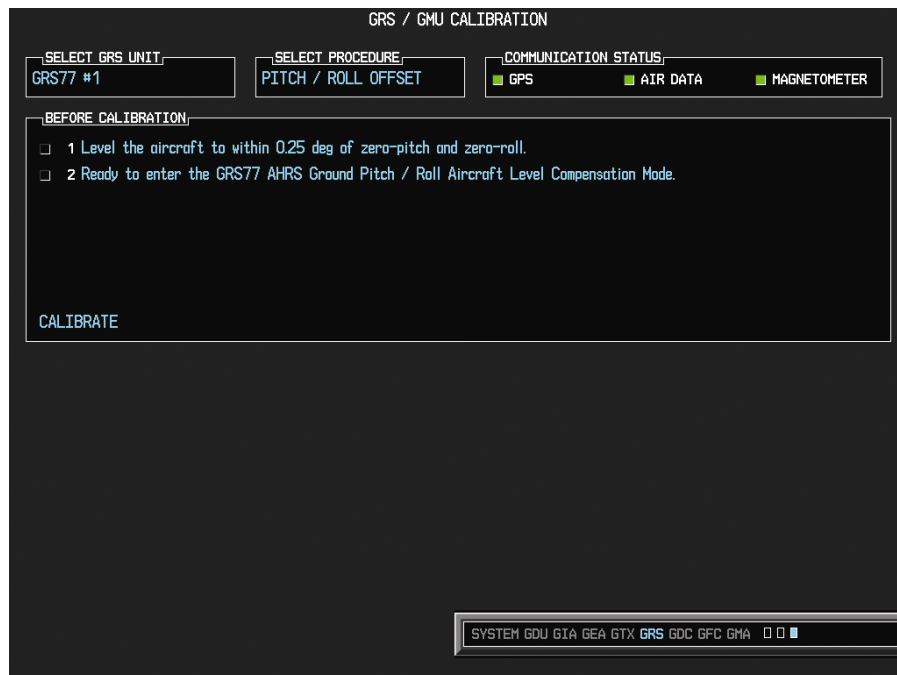 GRS / GMU CALIBRATION
SELECT GRS UNIT
GRS77 #1
SELECT PROCEDURE
PITCH / ROLL OFFSET
COMMUNICATION STATUS
GPS AIR DATA MAGNETOMETER
BEFORE CALIBRATION
1 Level the aircraft to within 0.25 deg of zero-pitch and zero-roll.
2 Ready to enter the GRS77 AHRS Ground Pitch / Roll Aircraft Level Compensation Mode.
CALIBRATE
SYSTEM GDU GIA GEA GTX GRS GDC GFC GMA